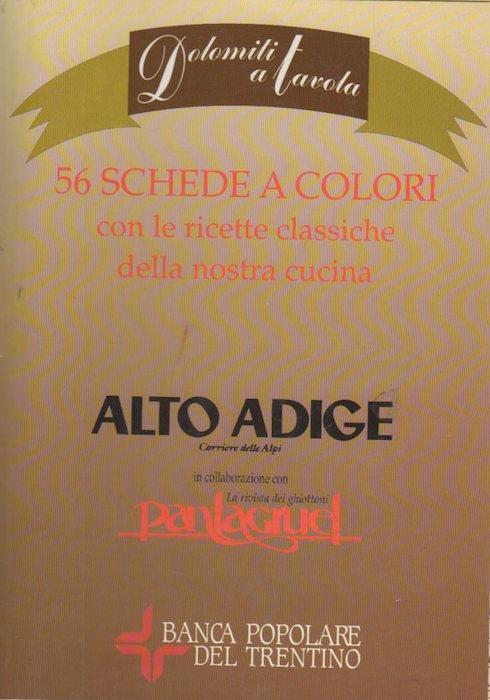 Dolomiti
a tavola
56 SCHEDE A COLORI
con le ricette classiche
della nostra cucina
ALTO ADIGE
Corriere delle Alpi
in collaborazione con
La rivista dei ghiottoni
pantagruel
BANCA POPOLARE
DEL TRENTINO